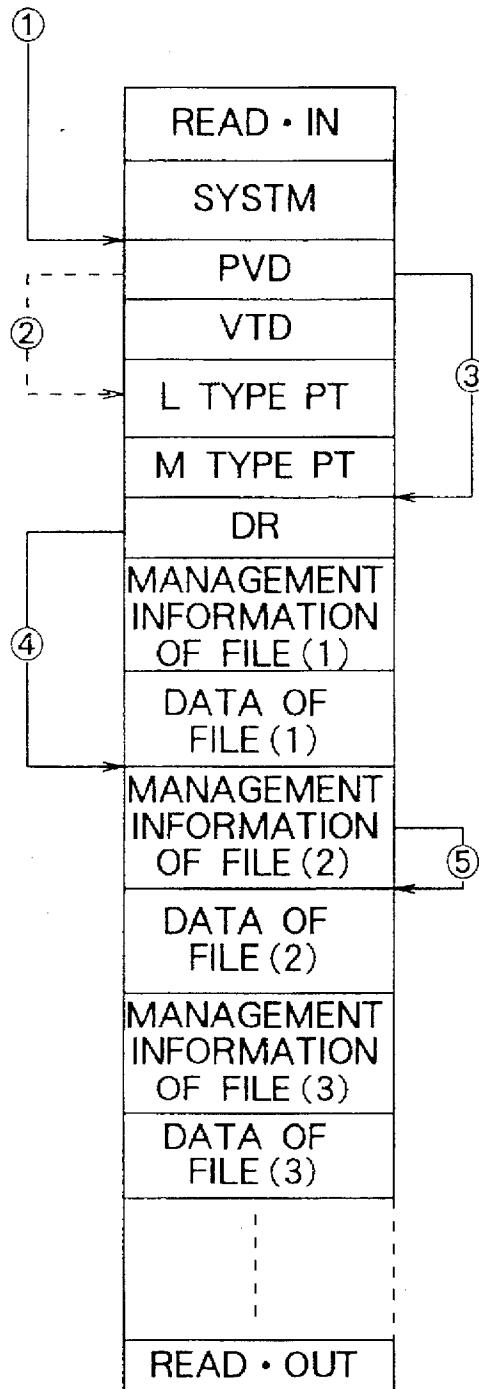 ①
READ・IN
SYSTM
PVD
②
VTD
③
L TYPE PT
M TYPE PT
DR
MANAGEMENT
INFORMATION
④
OF FILE(1)
DATA OF
FILE(1)
MANAGEMENT
INFORMATION
OF FILE(2)
⑤
DATA OF
FILE(2)
MANAGEMENT
INFORMATION
OF FILE(3)
DATA OF
FILE(3)
READ・OUT